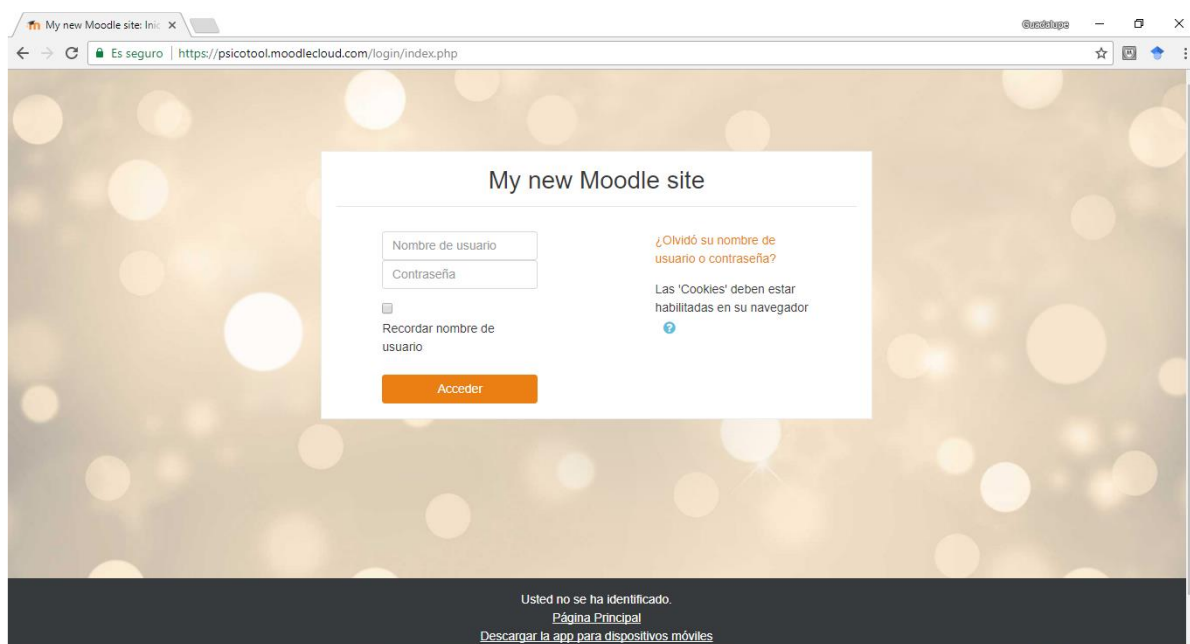 My new Moodle site: Inic
Guadalupe
Es seguro | https://psicotool.moodlecloud.com/login/index.php
My new Moodle site
Nombre de usuario
Contraseña
Recordar nombre de
usuario
Acceder
¿Olvidó su nombre de
usuario o contraseña?
Las 'Cookies' deben estar
habilitadas en su navegador
Usted no se ha identificado.
Página Principal
Descargar la app para dispositivos móviles